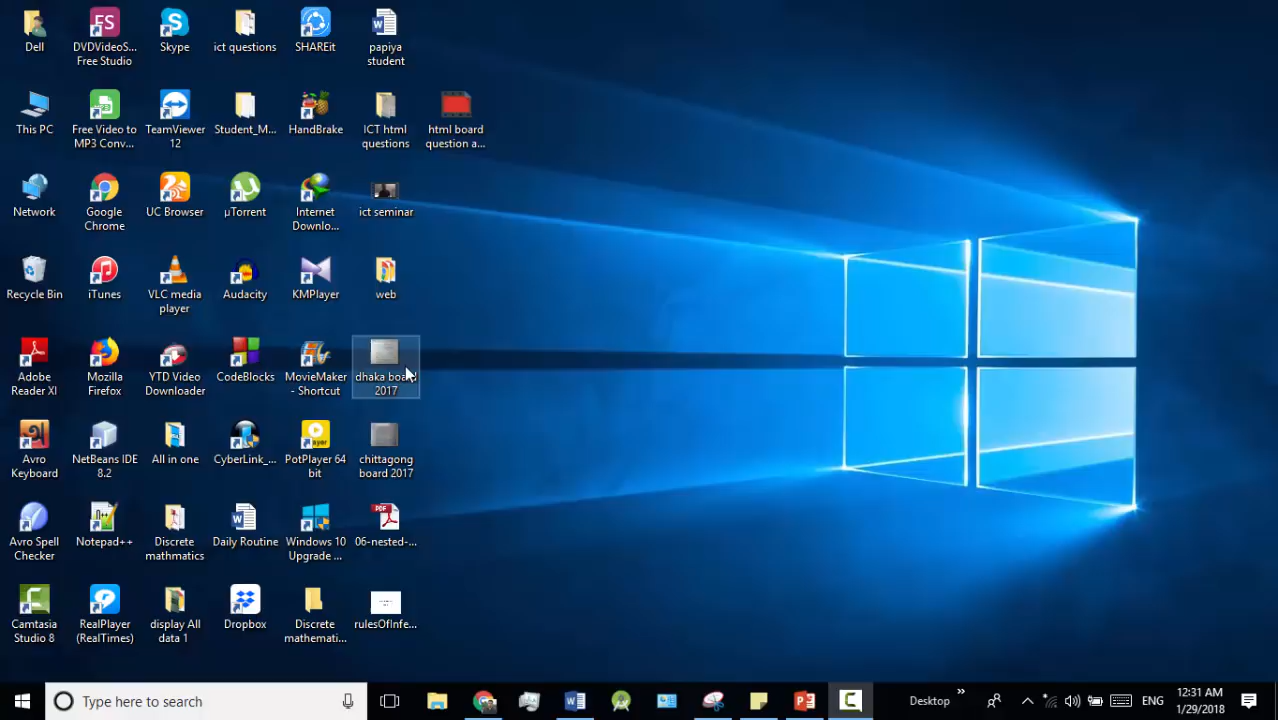 Dell
DVDVideoS...
Free Studio
Skype
ict questions
SHAREit
papiya
student
This PC
Free Video to
MP3 Conv...
TeamViewer
12
Student_M...
HandBrake
ICT html
questions
html board
question a...
Network
Google
Chrome
UC Browser
µTorrent
Internet
Downlo...
ict seminar
Recycle Bin
iTunes
VLC media
player
Audacity
KMPlayer
web
Adobe
Reader XI
Mozilla
Firefox
YTD Video
Downloader
CodeBlocks
MovieMaker
- Shortcut
dhaka board
2017
Avro
Keyboard
NetBeans IDE
8.2
All in one
CyberLink_...
PotPlayer 64
bit
chittagong
board 2017
Avro Spell
Checker
Notepad++
Discrete
mathmatics
Daily Routine
Windows 10
Upgrade ...
06-nested-...
Camtasia
Studio 8
RealPlayer
(RealTimes)
display All
data 1
Dropbox
Discrete
mathemati...
rulesOfInfe...
Type here to search
Desktop
ENG
12:31 AM
1/29/2018